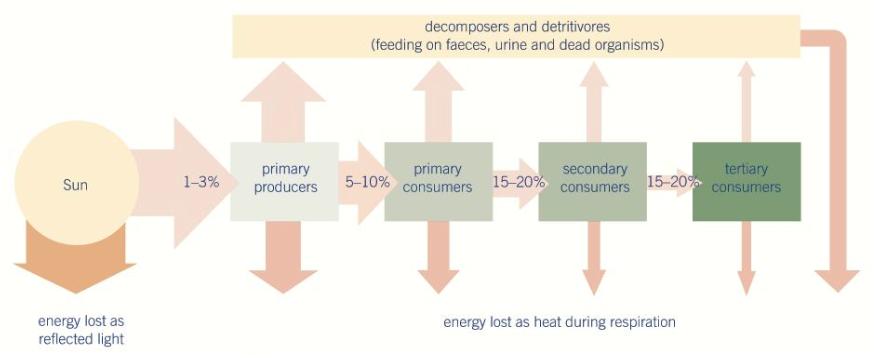 decomposers and detritivores
(feeding on faeces, urine and dead organisms)
Sun
1–3%
primary
producers
5–10%
primary
consumers
15–20%
secondary
consumers
15–20%
tertiary
consumers
energy lost as
reflected light
energy lost as heat during respiration